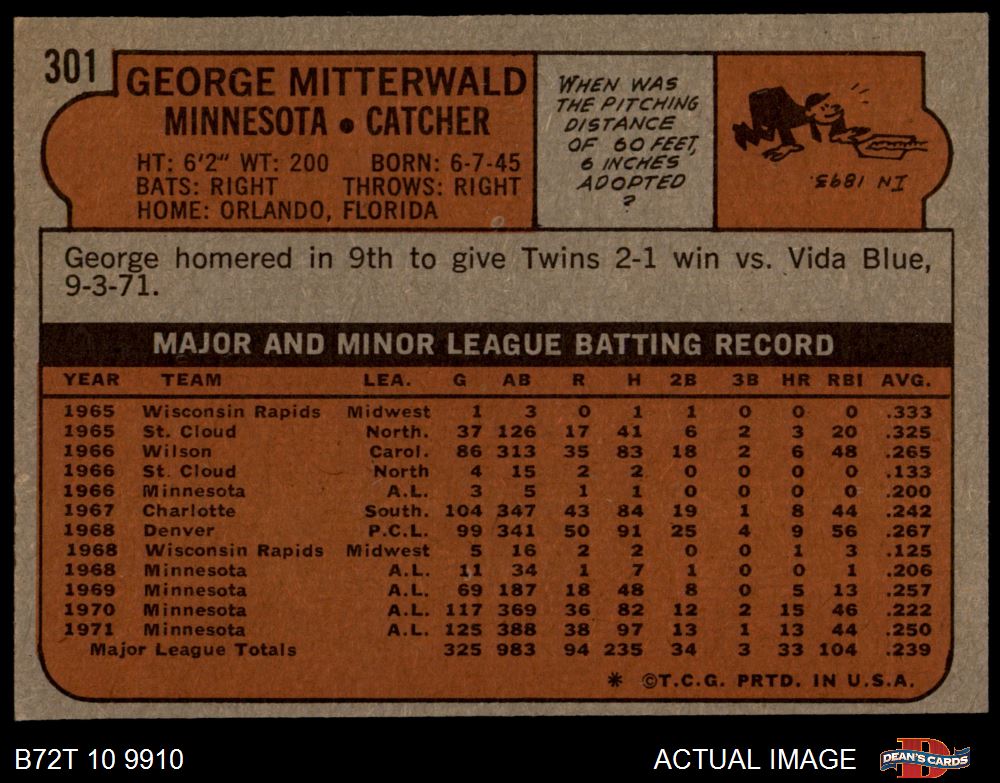 301
GEORGE MITTERWALD
MINNESOTA • CATCHER
HT: 6'2" WT: 200 BORN: 6-7-45
BATS: RIGHT THROWS: RIGHT
HOME: ORLANDO, FLORIDA
WHEN WAS
THE PITCHING
DISTANCE
OF 60 FEET,
6 INCHES
ADOPTED
?
IN 1893.
George homered in 9th to give Twins 2-1 win vs. Vida Blue,
9-3-71.
MAJOR AND MINOR LEAGUE BATTING RECORD
YEAR TEAM LEA. G AB R H 2B 3B HR RBI AVG.
1965 Wisconsin Rapids Midwest 1 3 0 1 1 0 0 0 .333
1965 St. Cloud North. 37 126 17 41 6 2 3 20 .325
1966 Wilson Carol. 86 313 35 83 18 2 6 48 .265
1966 St. Cloud North 4 15 2 2 0 0 0 0 .133
1966 Minnesota A.L. 3 5 1 1 0 0 0 0 .200
1967 Charlotte South. 104 347 43 84 19 1 8 44 .242
1968 Denver P.C.L. 99 341 50 91 25 4 9 56 .267
1968 Wisconsin Rapids Midwest 5 16 2 2 0 0 1 3 .125
1968 Minnesota A.L. 11 34 1 7 1 0 0 1 .206
1969 Minnesota A.L. 69 187 18 48 8 0 5 13 .257
1970 Minnesota A.L. 117 369 36 82 12 2 15 46 .222
1971 Minnesota A.L. 125 388 38 97 13 1 13 44 .250
Major League Totals 325 983 94 235 34 3 33 104 .239
* ©T.C.G. PRTD. IN U.S.A.
B72T 10 9910
ACTUAL IMAGE
DEAN'S CARDS